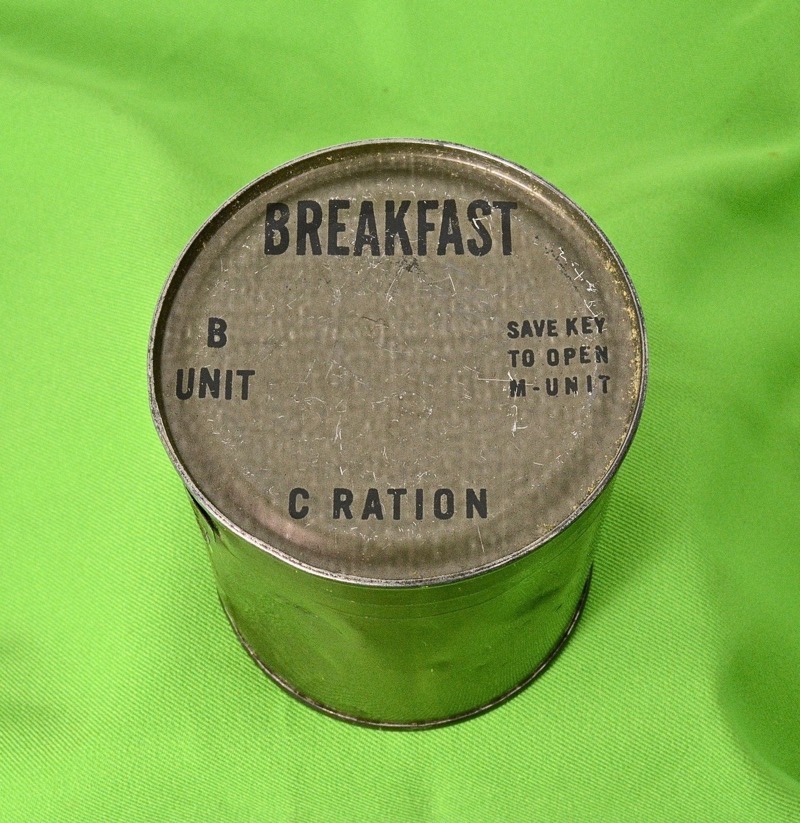 BREAKFAST
B
UNIT
SAVE KEY
TO OPEN
M-UNIT
C RATION